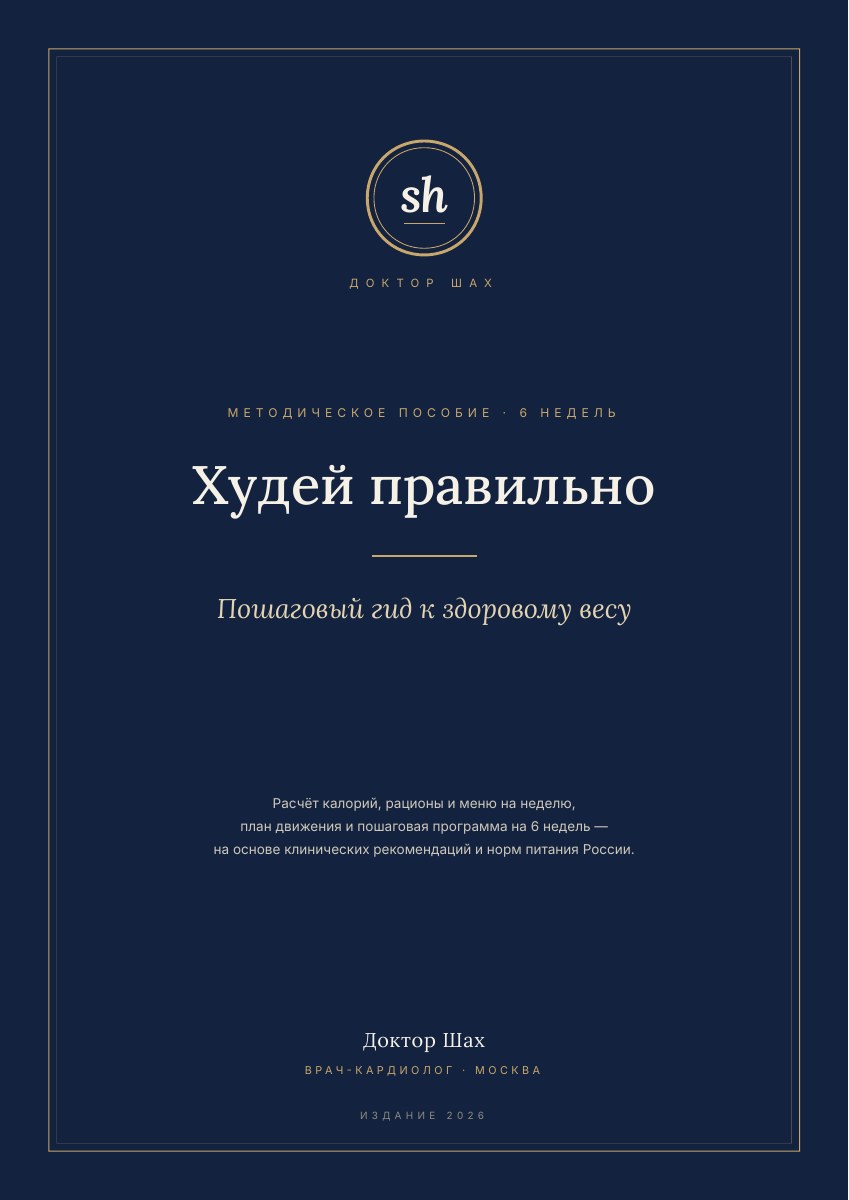 sh
ДОКТОР ШАХ
МЕТОДИЧЕСКОЕ ПОСОБИЕ · 6 НЕДЕЛЬ
Худей правильно
Пошаговый гид к здоровому весу
Расчёт калорий, рационы и меню на неделю,
план движения и пошаговая программа на 6 недель —
на основе клинических рекомендаций и норм питания России.
Доктор Шах
ВРАЧ-КАРДИОЛОГ · МОСКВА
ИЗДАНИЕ 2026